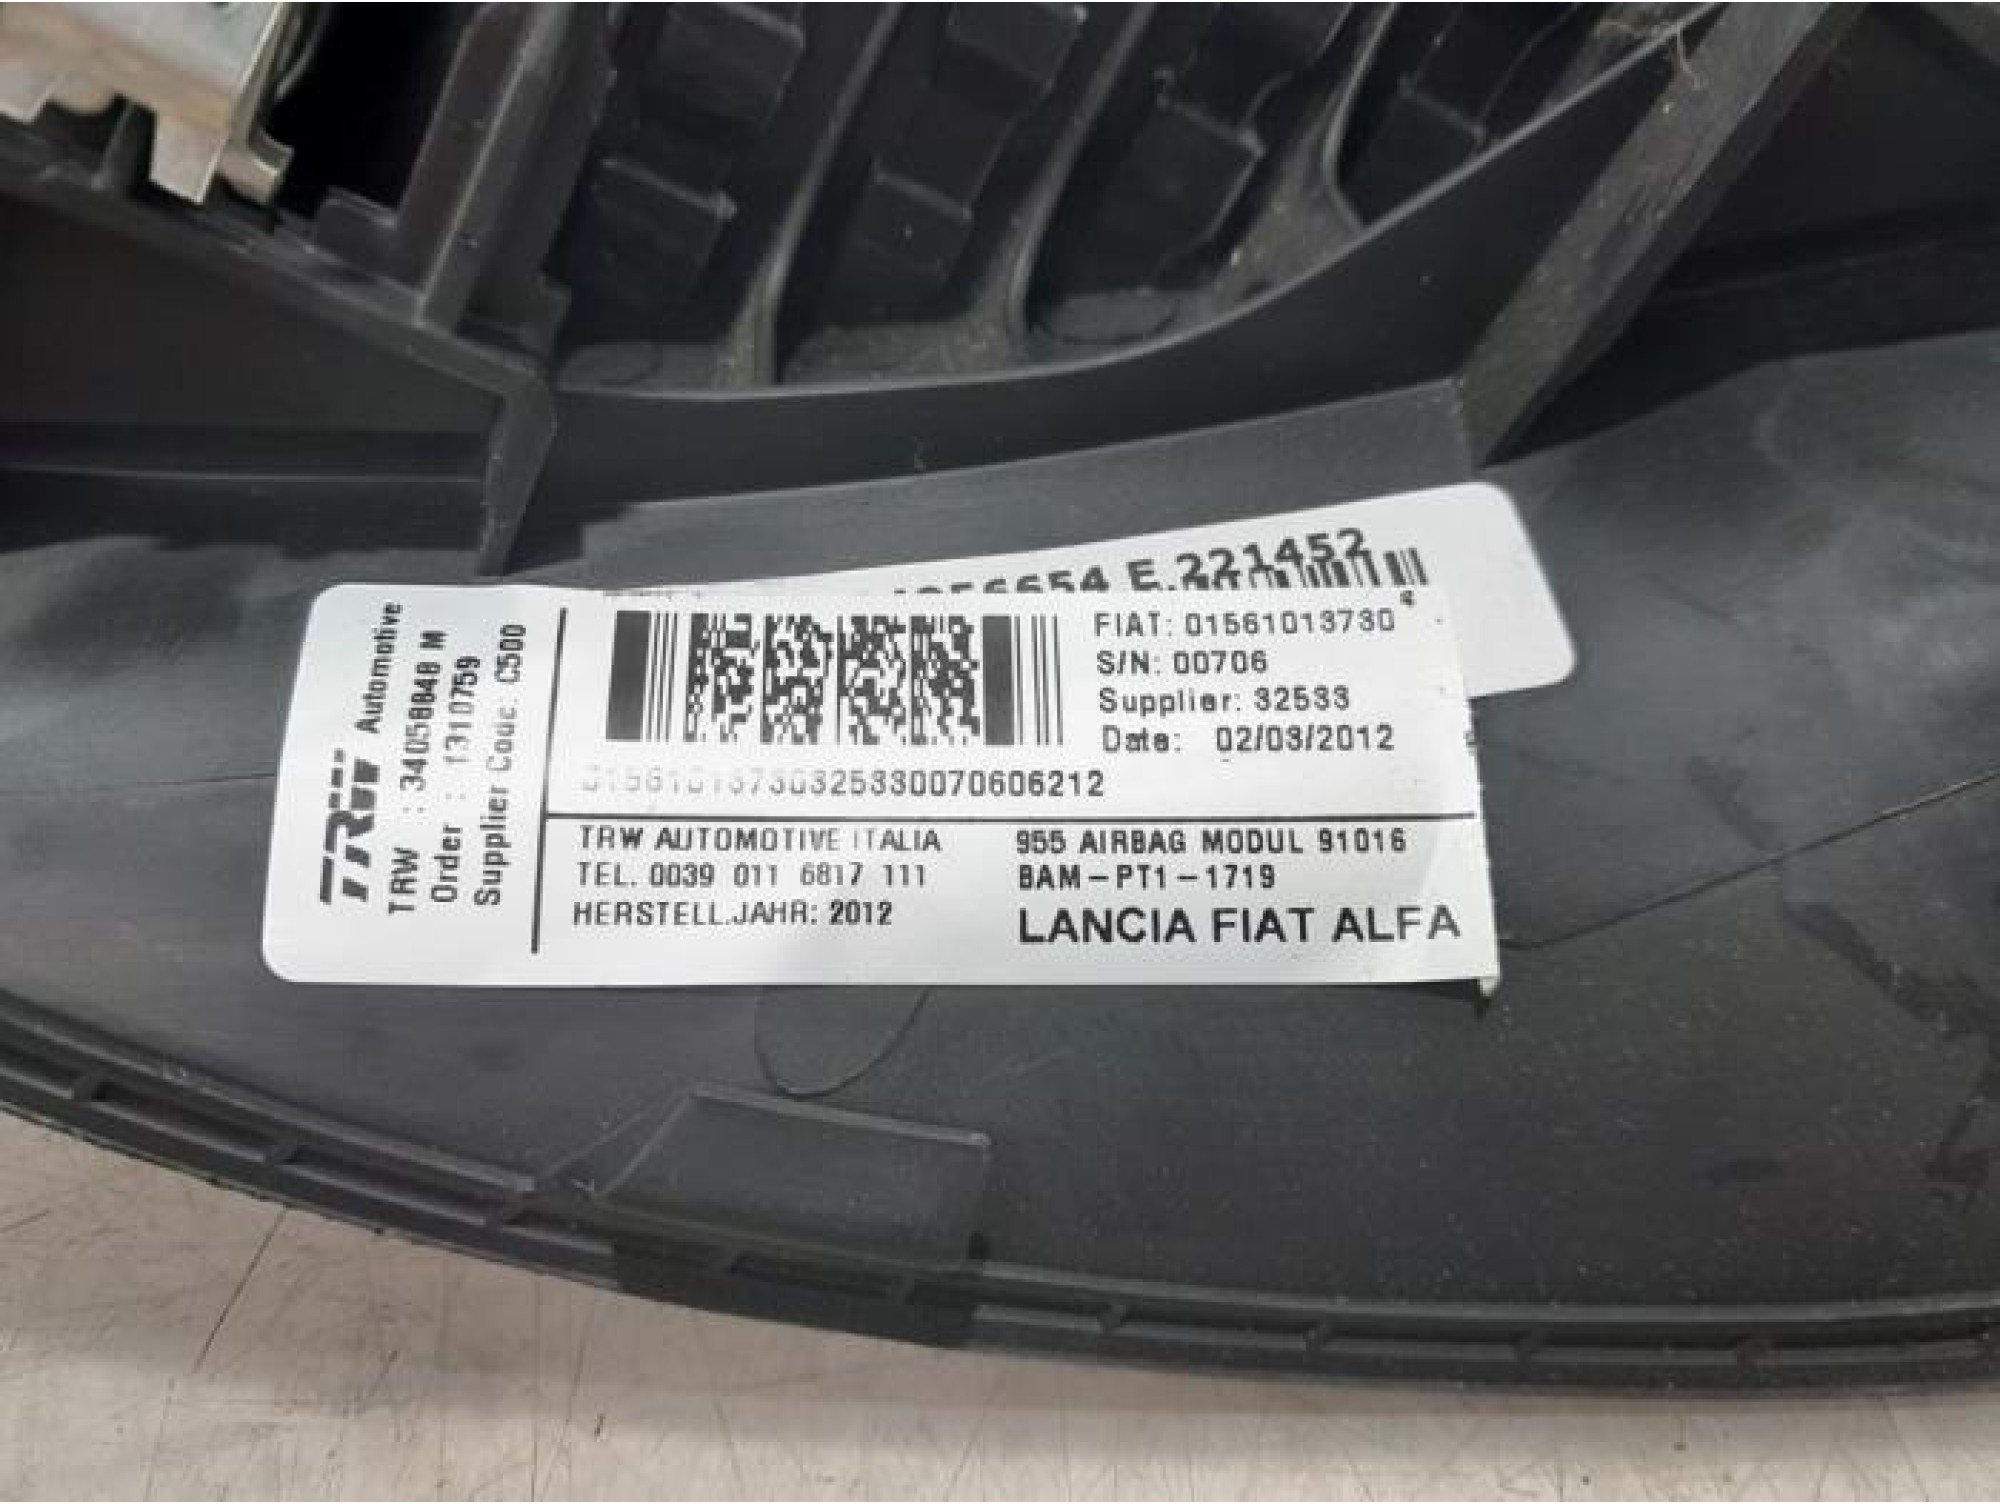 TRW Automotive
TRW : 34058848 M
Order : 1310759
Supplier Code: C500
E.221452
FIAT: 01561013730
S/N: 00706
Supplier: 32533
Date: 02/03/2012
01561013730325330070606212
TRW AUTOMOTIVE ITALIA
TEL. 0039 011 6817 111
HERSTELL.JAHR: 2012
955 AIRBAG MODUL 91016
BAM-PT1-1719
LANCIA FIAT ALFA